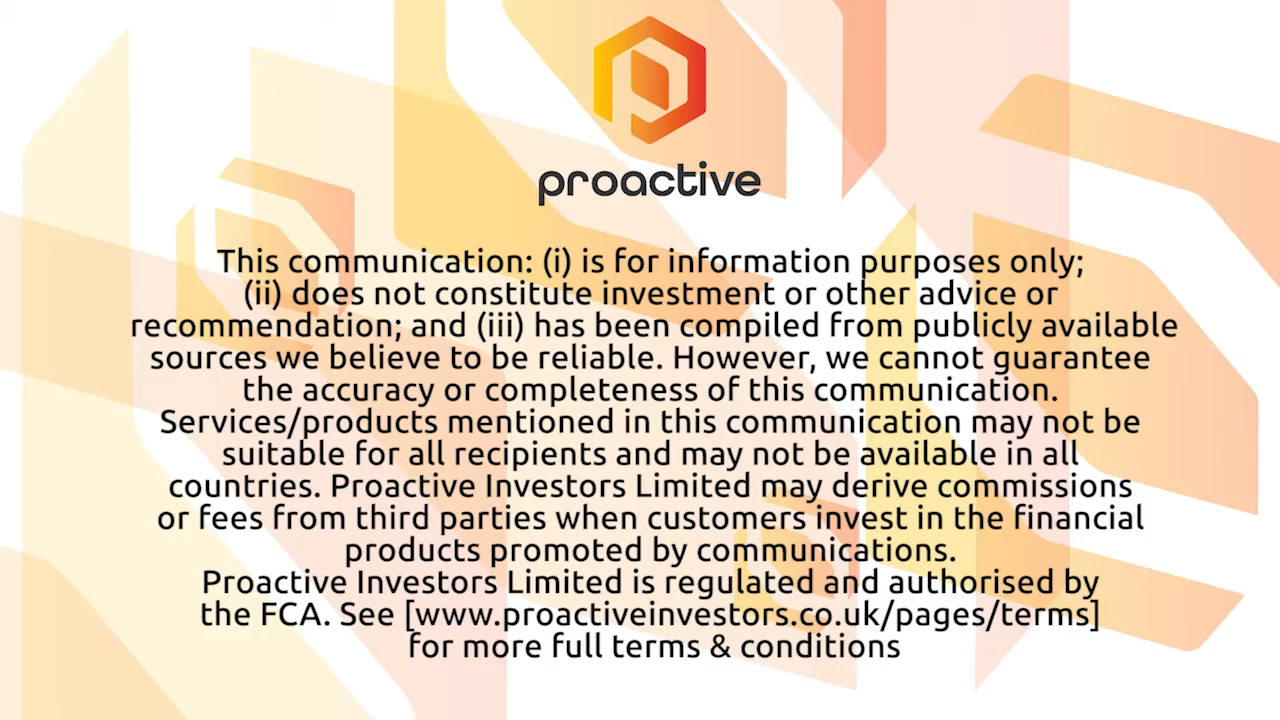 proactive
This communication: (i) is for information purposes only;
(ii) does not constitute investment or other advice or
recommendation; and (iii) has been compiled from publicly available
sources we believe to be reliable. However, we cannot guarantee
the accuracy or completeness of this communication.
Services/products mentioned in this communication may not be
suitable for all recipients and may not be available in all
countries. Proactive Investors Limited may derive commissions
or fees from third parties when customers invest in the financial
products promoted by communications.
Proactive Investors Limited is regulated and authorised by
the FCA. See [www.proactiveinvestors.co.uk/pages/terms]
for more full terms & conditions